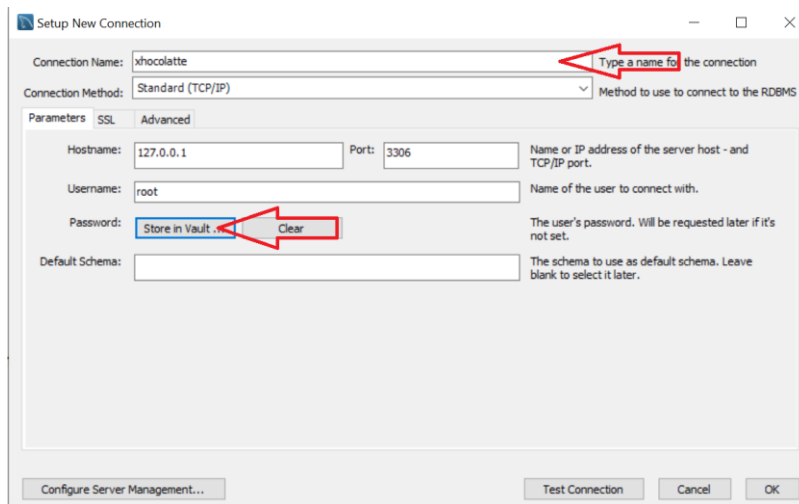 Setup New Connection
Connection Name: xhocolatte Type a name for the connection
Connection Method: Standard (TCP/IP) Method to use to connect to the RDBMS
Parameters SSL Advanced
Hostname: 127.0.0.1 Port: 3306 Name or IP address of the server host - and
TCP/IP port.
Username: root Name of the user to connect with.
Password: Store in Vault ... Clear The user's password. Will be requested later if it's
not set.
Default Schema: The schema to use as default schema. Leave
blank to select it later.
Configure Server Management... Test Connection Cancel OK